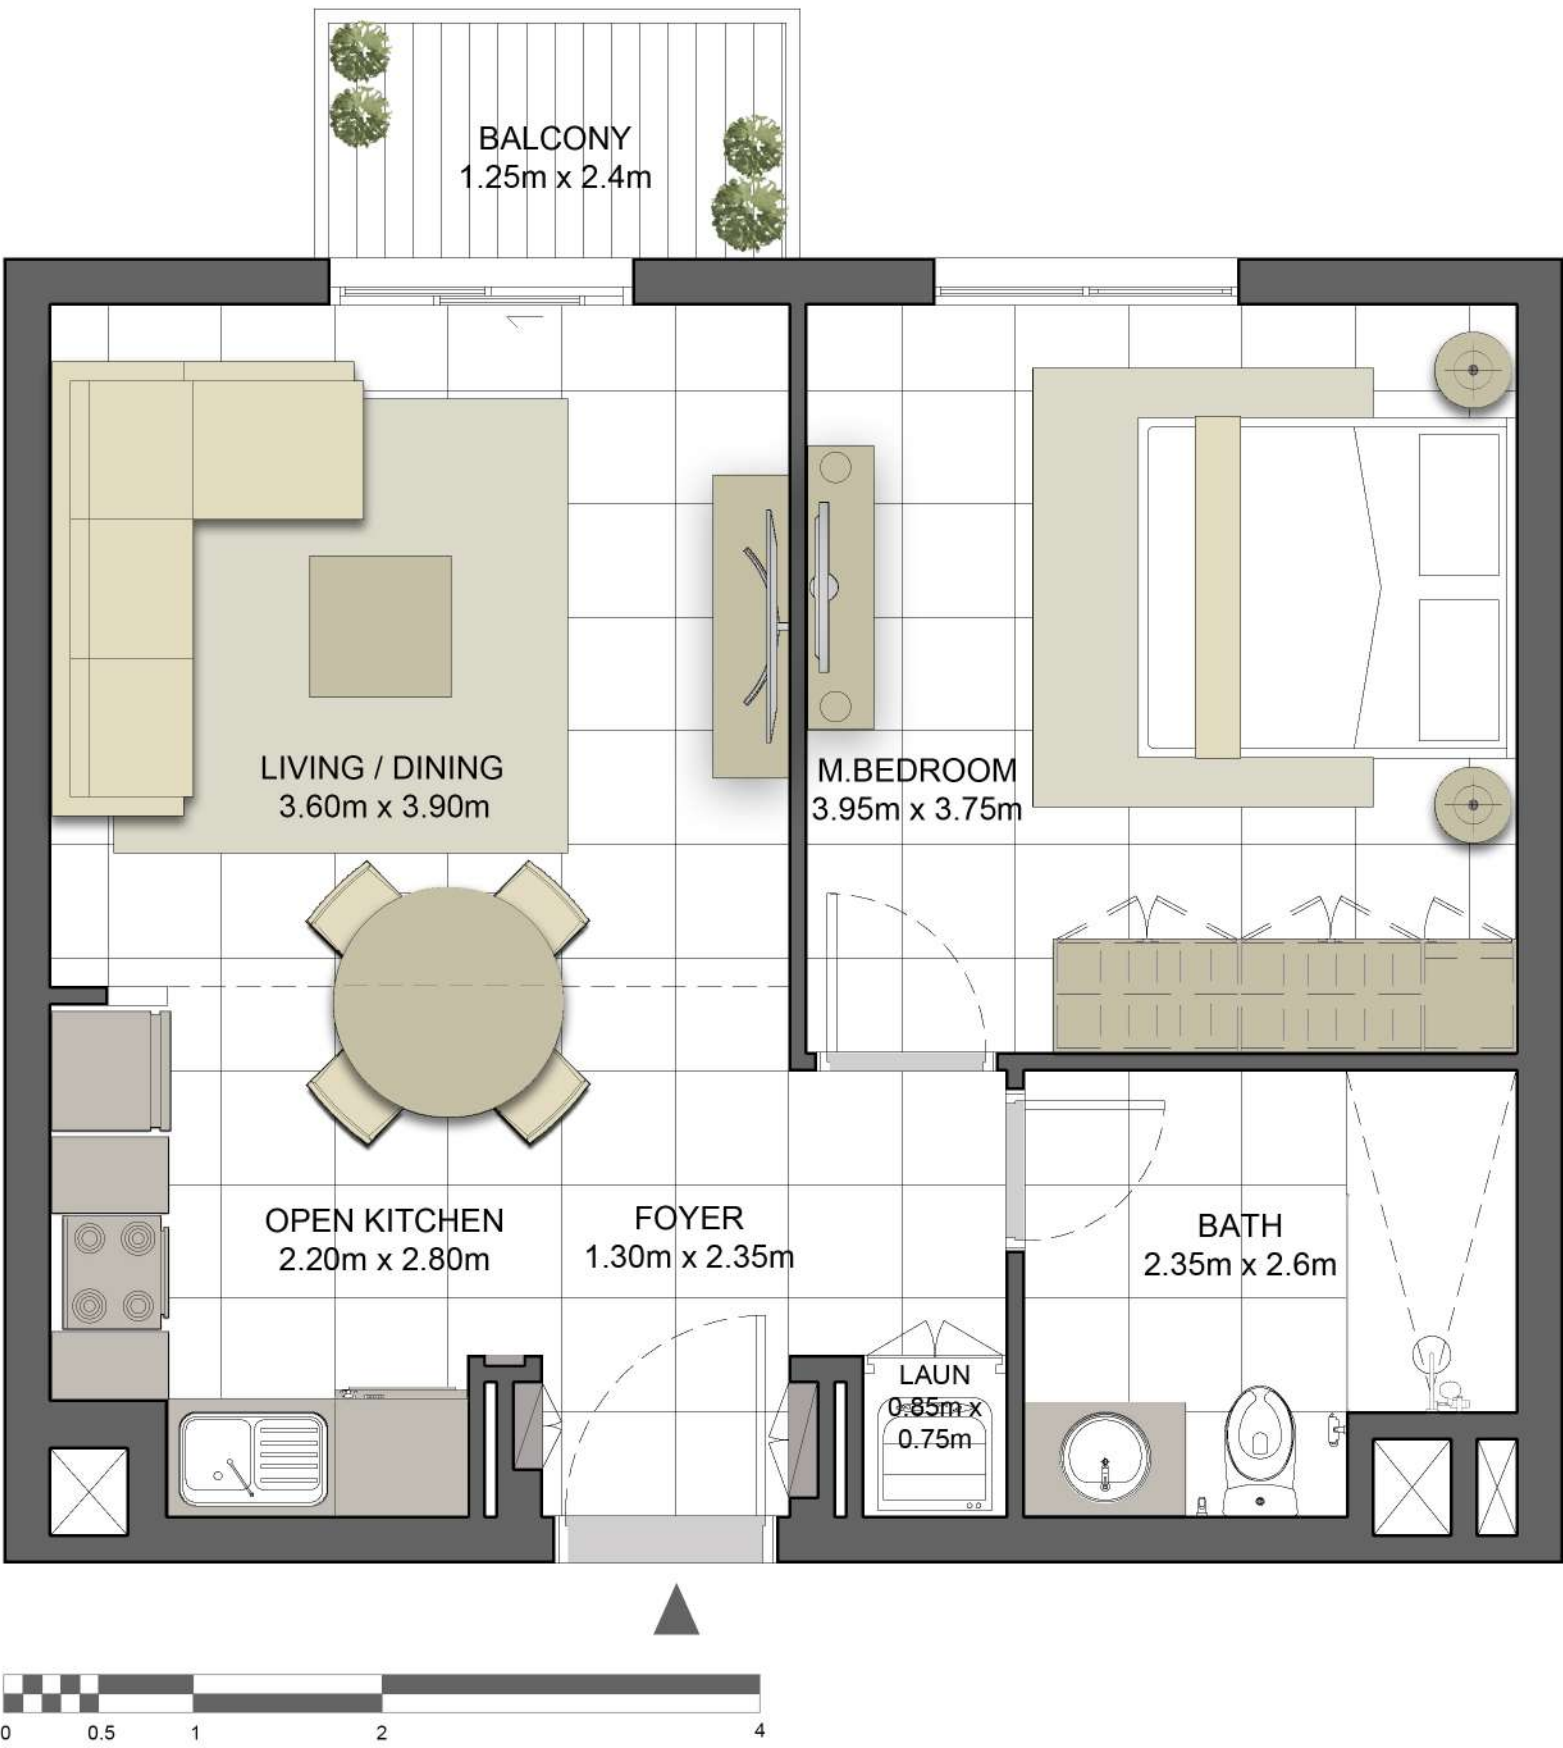 BALCONY
1.25m x 2.4m
LIVING / DINING
3.60m x 3.90m
M.BEDROOM
3.95m x 3.75m
OPEN KITCHEN
2.20m x 2.80m
FOYER
1.30m x 2.35m
BATH
2.35m x 2.6m
LAUN
0.85m x
0.75m
0 0.5 1 2 4